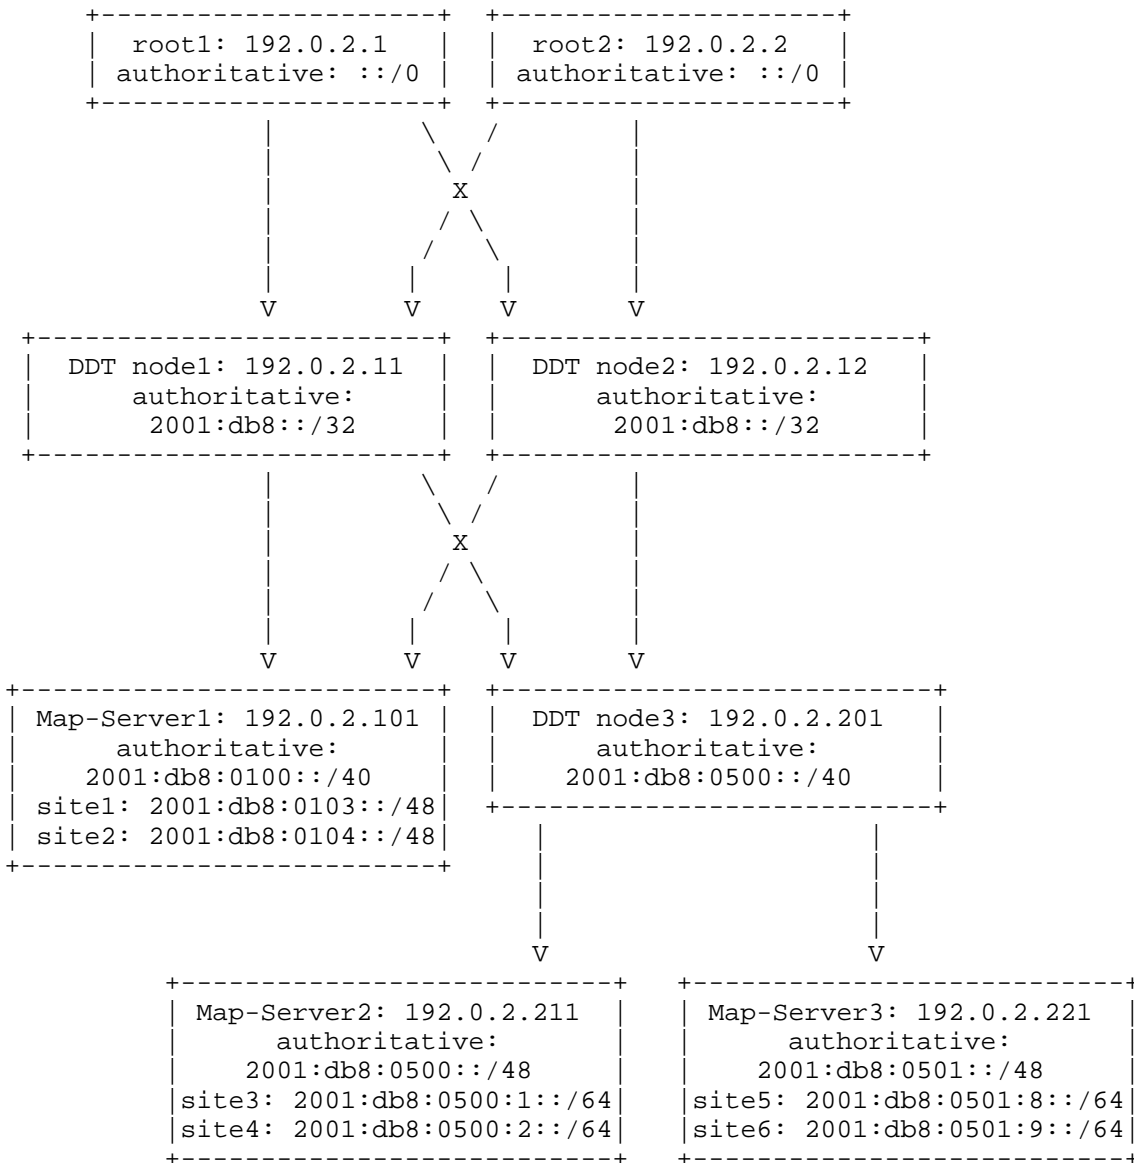 root1: 192.0.2.1
authoritative: ::/0
root2: 192.0.2.2
authoritative: ::/0
X
V V V V
DDT node1: 192.0.2.11
authoritative:
2001:db8::/32
DDT node2: 192.0.2.12
authoritative:
2001:db8::/32
X
V V V V
Map-Server1: 192.0.2.101
authoritative:
2001:db8:0100::/40
site1: 2001:db8:0103::/48
site2: 2001:db8:0104::/48
DDT node3: 192.0.2.201
authoritative:
2001:db8:0500::/40
V V
Map-Server2: 192.0.2.211
authoritative:
2001:db8:0500::/48
site3: 2001:db8:0500:1::/64
site4: 2001:db8:0500:2::/64
Map-Server3: 192.0.2.221
authoritative:
2001:db8:0501::/48
site5: 2001:db8:0501:8::/64
site6: 2001:db8:0501:9::/64